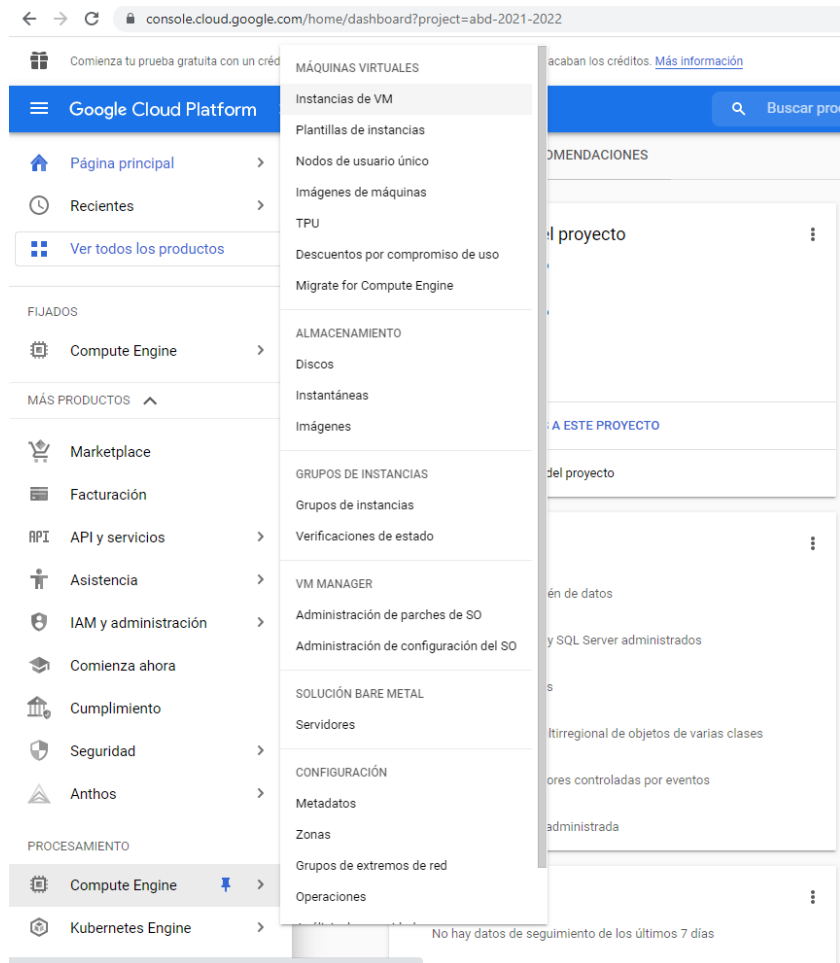 console.cloud.google.com/home/dashboard?project=abd-2021-2022
Comienza tu prueba gratuita con un créd
acaban los créditos. Más información
Google Cloud Platform
Buscar pro
Página principal
Recientes
Ver todos los productos
FIJADOS
Compute Engine
MÁS PRODUCTOS
Marketplace
Facturación
API
API y servicios
Asistencia
IAM y administración
Comienza ahora
Cumplimiento
Seguridad
Anthos
PROCESAMIENTO
Compute Engine
Kubernetes Engine
MÁQUINAS VIRTUALES
Instancias de VM
Plantillas de instancias
Nodos de usuario único
Imágenes de máquinas
TPU
Descuentos por compromiso de uso
Migrate for Compute Engine
ALMACENAMIENTO
Discos
Instantáneas
Imágenes
GRUPOS DE INSTANCIAS
Grupos de instancias
Verificaciones de estado
VM MANAGER
Administración de parches de SO
Administración de configuración del SO
SOLUCIÓN BARE METAL
Servidores
CONFIGURACIÓN
Metadatos
Zonas
Grupos de extremos de red
Operaciones
OMENDACIONES
el proyecto
A ESTE PROYECTO
del proyecto
én de datos
y SQL Server administrados
s
ltirregional de objetos de varias clases
ores controladas por eventos
administrada
No hay datos de seguimiento de los últimos 7 días